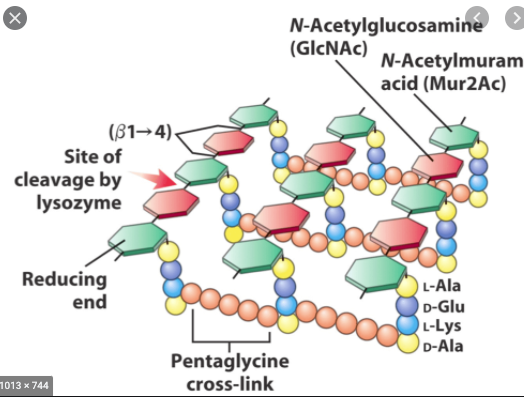 N-Acetylglucosamine
(GlcNAc)
N-Acetylmuram
acid (Mur2Ac)
(β1→4)
Site of
cleavage by
lysozyme
Reducing
end
L-Ala
D-Glu
L-Lys
D-Ala
Pentaglycine
cross-link
1013 × 744